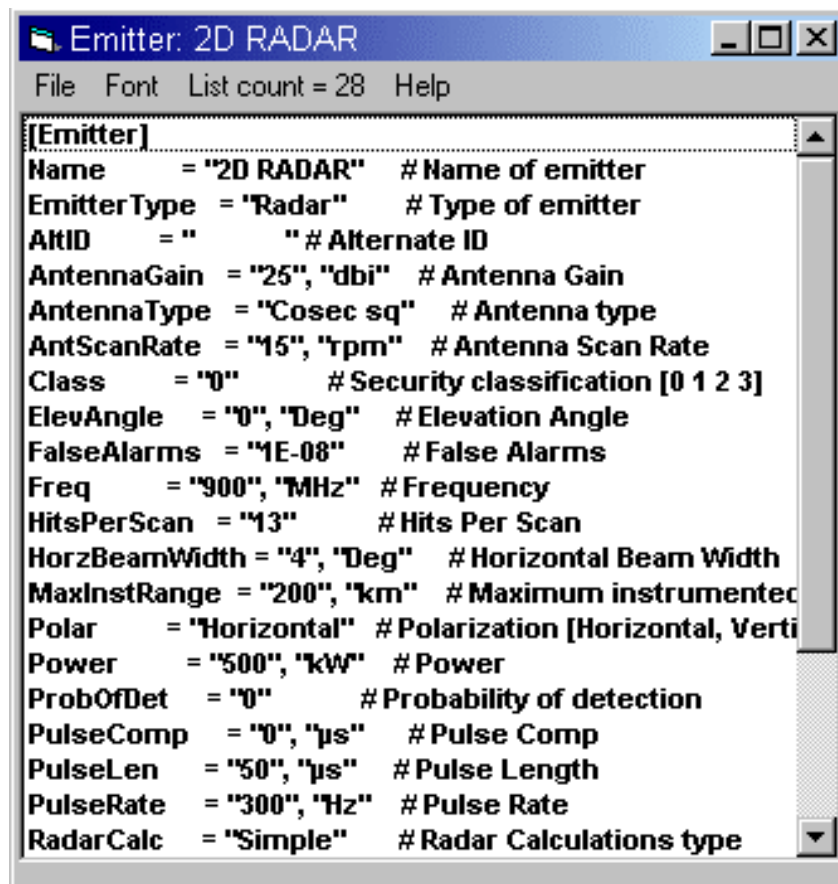 Emitter: 2D RADAR
File Font List count = 28 Help
[Emitter]
Name = "2D RADAR" # Name of emitter
EmitterType = "Radar" # Type of emitter
AltID = " " # Alternate ID
AntennaGain = "25", "dbi" # Antenna Gain
AntennaType = "Cosec sq" # Antenna type
AntScanRate = "15", "rpm" # Antenna Scan Rate
Class = "0" # Security classification [0 1 2 3]
ElevAngle = "0", "Deg" # Elevation Angle
FalseAlarms = "1E-08" # False Alarms
Freq = "900", "MHz" # Frequency
HitsPerScan = "13" # Hits Per Scan
HorzBeamWidth = "4", "Deg" # Horizontal Beam Width
MaxInstRange = "200", "km" # Maximum instrumented
Polar = "Horizontal" # Polarization [Horizontal, Verti
Power = "500", "kW" # Power
ProbOfDet = "0" # Probability of detection
PulseComp = "0", "µs" # Pulse Comp
PulseLen = "50", "µs" # Pulse Length
PulseRate = "300", "Hz" # Pulse Rate
RadarCalc = "Simple" # Radar Calculations type